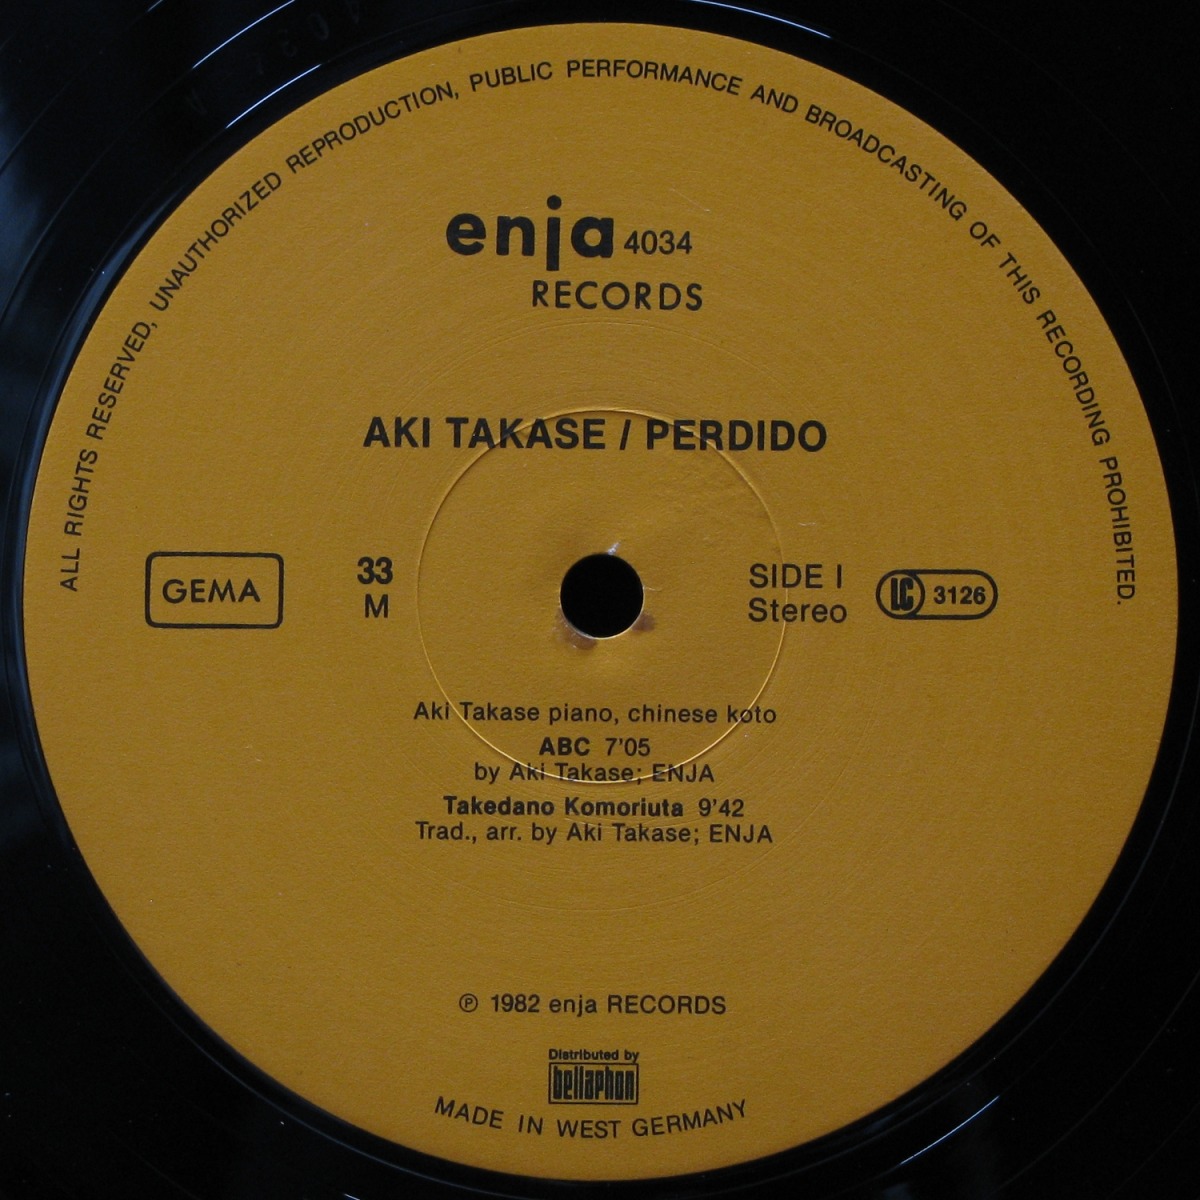 ALL RIGHTS RESERVED, UNAUTHORIZED REPRODUCTION, PUBLIC PERFORMANCE AND BROADCASTING OF THIS RECORDING PROHIBITED.
enja 4034
RECORDS
AKI TAKASE / PERDIDO
GEMA
33
M
SIDE I
Stereo
LC 3126
Aki Takase piano, chinese koto
ABC 7'05
by Aki Takase; ENJA
Takedano Komoriuta 9'42
Trad., arr. by Aki Takase; ENJA
℗ 1982 enja RECORDS
Distributed by
bellaphon
MADE IN WEST GERMANY